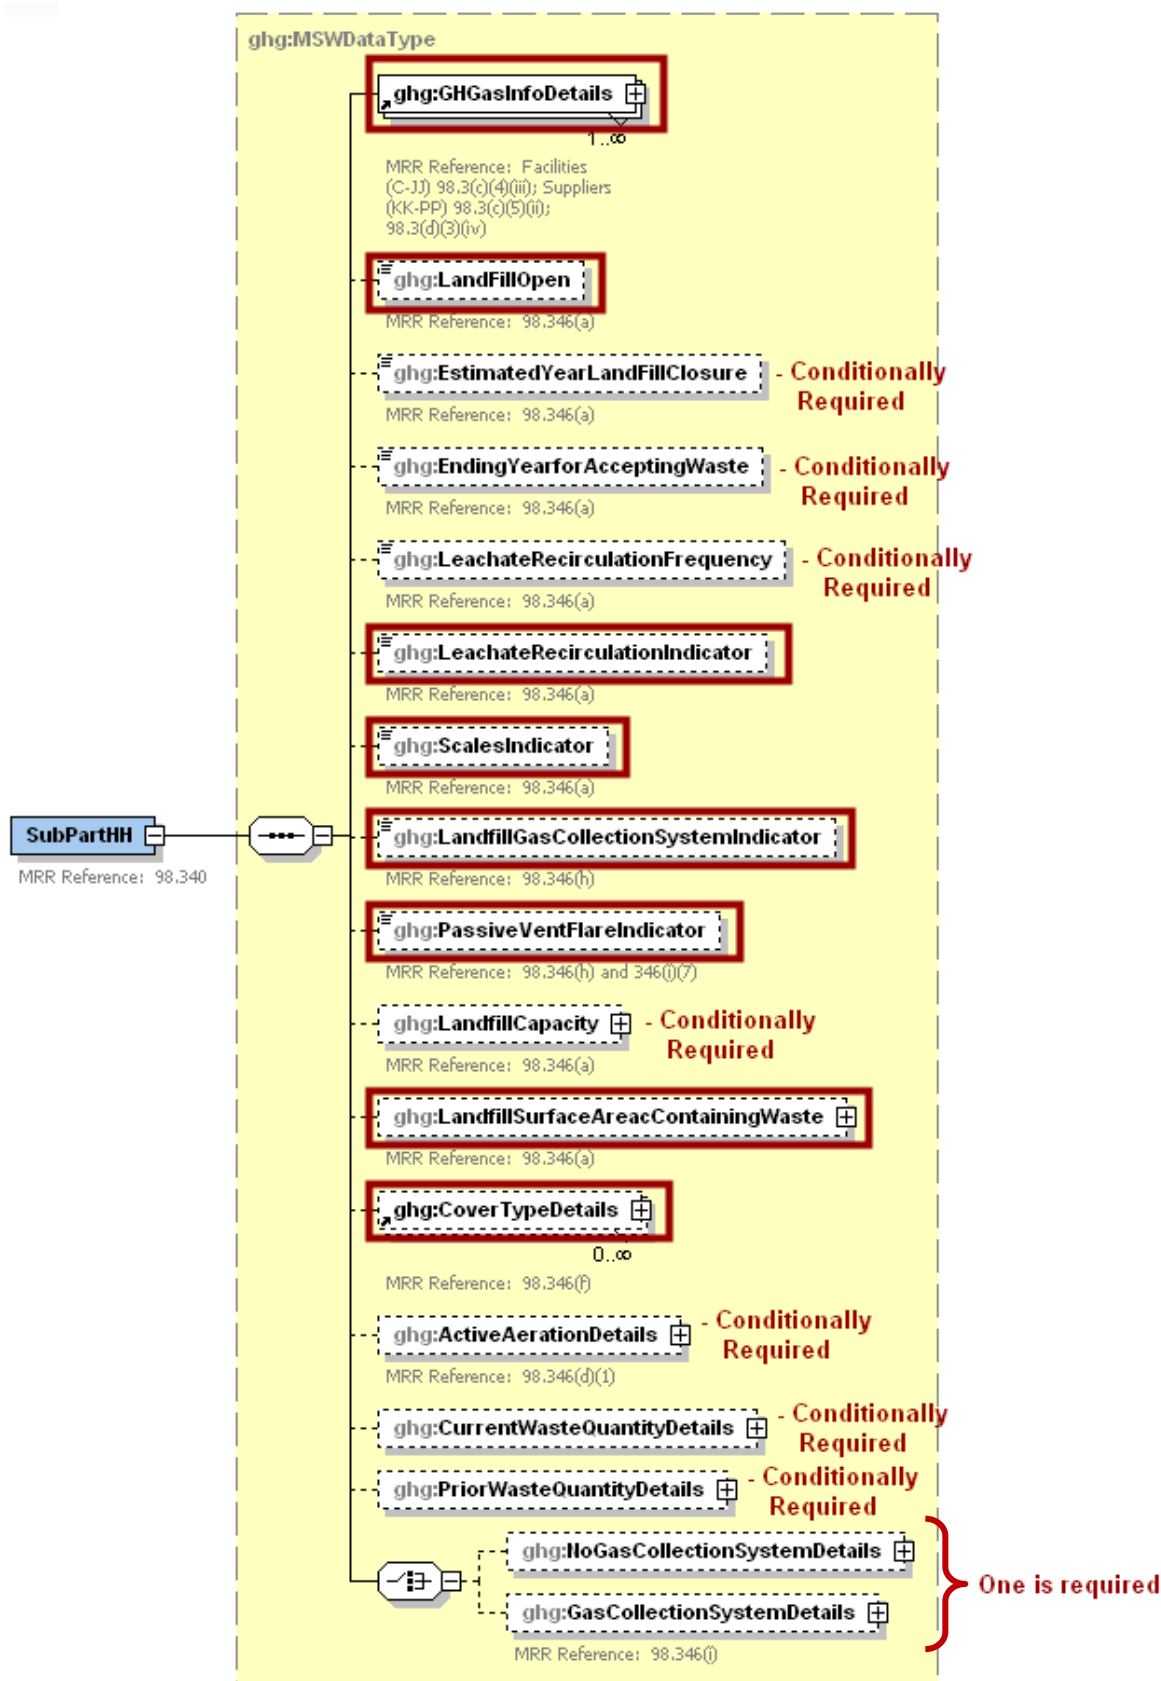 ghg:MSWDataType
ghg:GHGasInfoDetails
1..∞
MRR Reference: Facilities
(C-JJ) 98.3(c)(4)(iii); Suppliers
(KK-PP) 98.3(c)(5)(ii);
98.3(d)(3)(iv)
ghg:LandFillOpen
MRR Reference: 98.346(a)
ghg:EstimatedYearLandFillClosure - Conditionally
Required
MRR Reference: 98.346(a)
ghg:EndingYearforAcceptingWaste - Conditionally
Required
MRR Reference: 98.346(a)
ghg:LeachateRecirculationFrequency - Conditionally
Required
MRR Reference: 98.346(a)
ghg:LeachateRecirculationIndicator
MRR Reference: 98.346(a)
ghg:ScalesIndicator
MRR Reference: 98.346(a)
SubPartHH
MRR Reference: 98.340
ghg:LandfillGasCollectionSystemIndicator
MRR Reference: 98.346(h)
ghg:PassiveVentFlareIndicator
MRR Reference: 98.346(h) and 346(i)(7)
ghg:LandfillCapacity - Conditionally
Required
MRR Reference: 98.346(a)
ghg:LandfillSurfaceAreacContainingWaste
MRR Reference: 98.346(a)
ghg:CoverTypeDetails
0..∞
MRR Reference: 98.346(f)
ghg:ActiveAerationDetails - Conditionally
Required
MRR Reference: 98.346(d)(1)
ghg:CurrentWasteQuantityDetails - Conditionally
Required
ghg:PriorWasteQuantityDetails - Conditionally
Required
ghg:NoGasCollectionSystemDetails
One is required
ghg:GasCollectionSystemDetails
MRR Reference: 98.346(i)